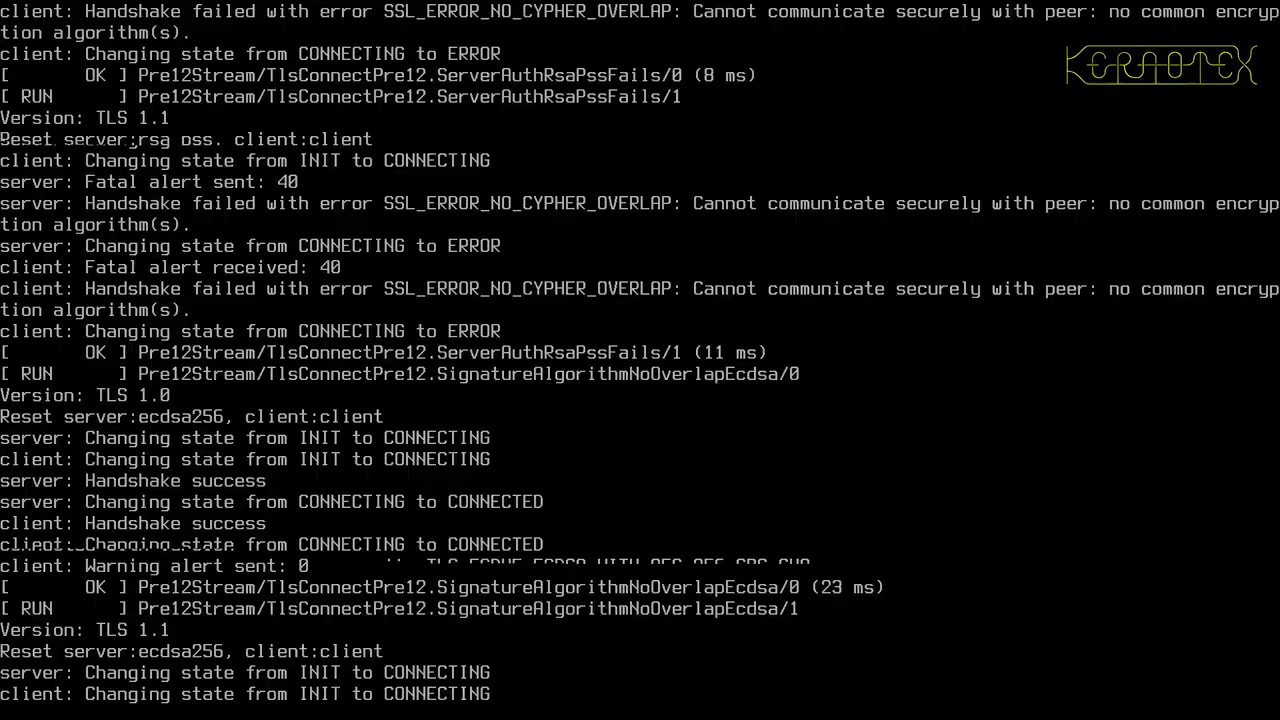 client: Handshake failed with error SSL_ERROR_NO_CYPHER_OVERLAP: Cannot communicate securely with peer: no common encryp
tion algorithm(s).
client: Changing state from CONNECTING to ERROR
KERAOTEX
[       OK ] Pre12Stream/TlsConnectPre12.ServerAuthRsaPssFails/0 (8 ms)
[ RUN      ] Pre12Stream/TlsConnectPre12.ServerAuthRsaPssFails/1
Version: TLS 1.1
Reset server:rsa_pss, client:client
client: Changing state from INIT to CONNECTING
server: Fatal alert sent: 40
server: Handshake failed with error SSL_ERROR_NO_CYPHER_OVERLAP: Cannot communicate securely with peer: no common encryp
tion algorithm(s).
server: Changing state from CONNECTING to ERROR
client: Fatal alert received: 40
client: Handshake failed with error SSL_ERROR_NO_CYPHER_OVERLAP: Cannot communicate securely with peer: no common encryp
tion algorithm(s).
client: Changing state from CONNECTING to ERROR
[       OK ] Pre12Stream/TlsConnectPre12.ServerAuthRsaPssFails/1 (11 ms)
[ RUN      ] Pre12Stream/TlsConnectPre12.SignatureAlgorithmNoOverlapEcdsa/0
Version: TLS 1.0
Reset server:ecdsa256, client:client
server: Changing state from INIT to CONNECTING
client: Changing state from INIT to CONNECTING
server: Handshake success
server: Changing state from CONNECTING to CONNECTED
client: Handshake success
client: Changing state from CONNECTING to CONNECTED
client: Warning alert sent: 0
[       OK ] Pre12Stream/TlsConnectPre12.SignatureAlgorithmNoOverlapEcdsa/0 (23 ms)
[ RUN      ] Pre12Stream/TlsConnectPre12.SignatureAlgorithmNoOverlapEcdsa/1
Version: TLS 1.1
Reset server:ecdsa256, client:client
server: Changing state from INIT to CONNECTING
client: Changing state from INIT to CONNECTING